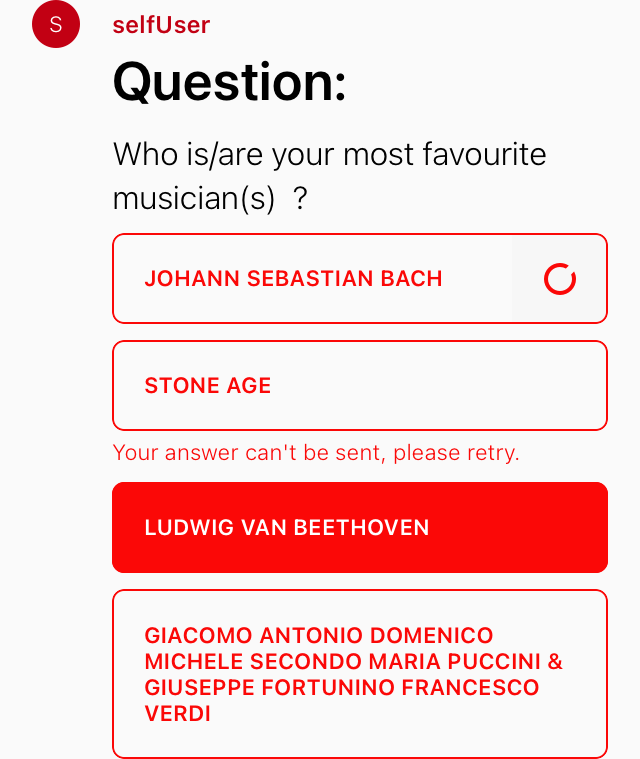 S
selfUser
Question:
Who is/are your most favourite
musician(s)  ?
JOHANN SEBASTIAN BACH
STONE AGE
Your answer can't be sent, please retry.
LUDWIG VAN BEETHOVEN
GIACOMO ANTONIO DOMENICO
MICHELE SECONDO MARIA PUCCINI &
GIUSEPPE FORTUNINO FRANCESCO
VERDI